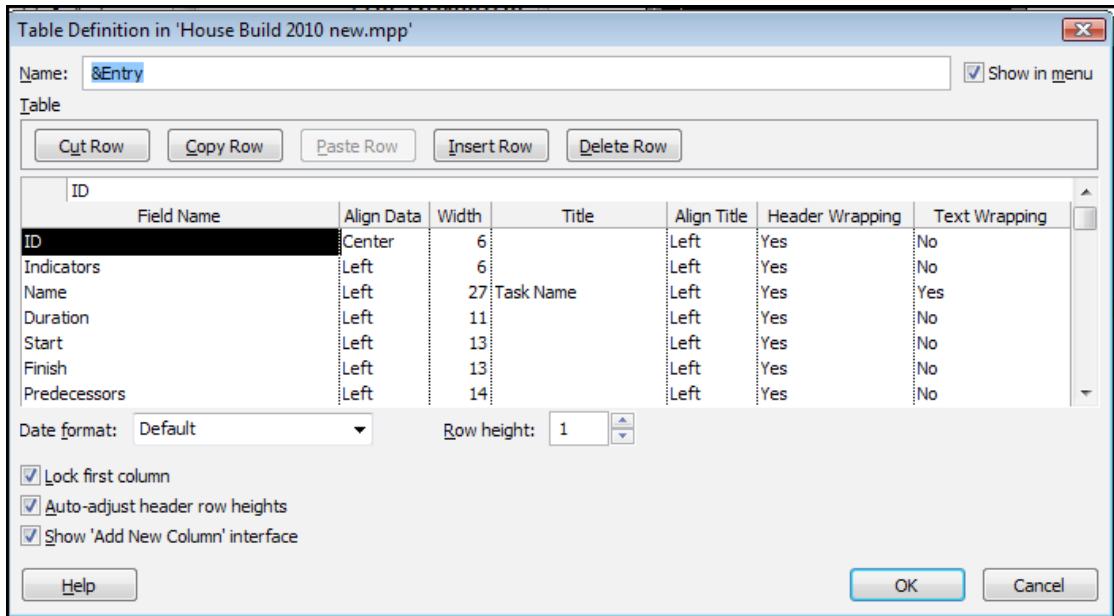 Table Definition in 'House Build 2010 new.mpp'
Name: &Entry Show in menu
Table
Cut Row Copy Row Paste Row Insert Row Delete Row
ID
Field Name Align Data Width Title Align Title Header Wrapping Text Wrapping
ID Center 6 Left Yes No
Indicators Left 6 Left Yes No
Name Left 27 Task Name Left Yes Yes
Duration Left 11 Left Yes No
Start Left 13 Left Yes No
Finish Left 13 Left Yes No
Predecessors Left 14 Left Yes No
Date format: Default Row height: 1
Lock first column
Auto-adjust header row heights
Show 'Add New Column' interface
Help OK Cancel